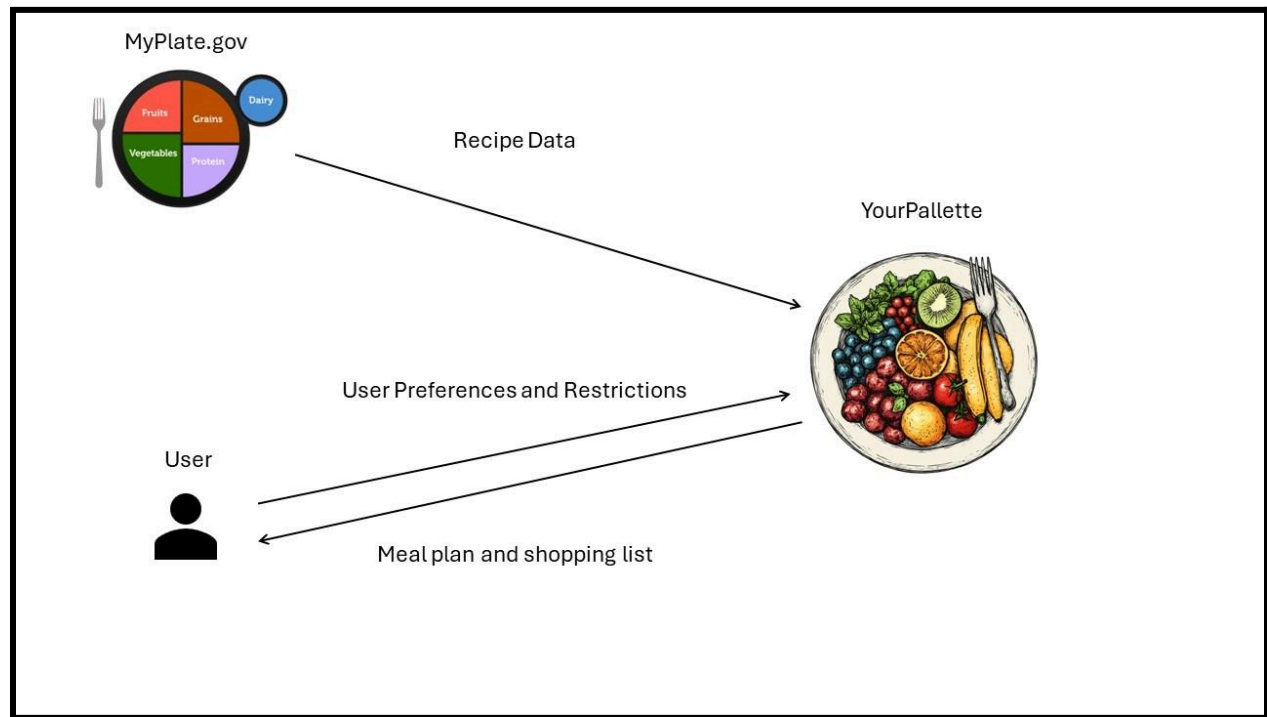 MyPlate.gov
Dairy
Fruits
Grains
Vegetables
Protein
Recipe Data
YourPallette
User Preferences and Restrictions
User
Meal plan and shopping list